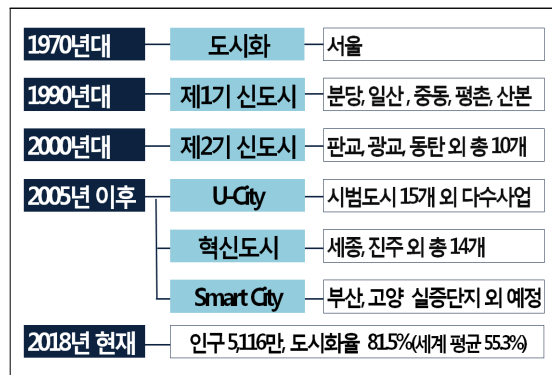 1970년대 도시화 서울
1990년대 제1기 신도시 분당, 일산 , 중동, 평촌, 산본
2000년대 제2기 신도시 판교, 광교, 동탄 외 총 10개
2005년 이후 U-City 시범도시 15개 외 다수사업
혁신도시 세종, 진주 외 총 14개
Smart City 부산, 고양 실증단지 외 예정
2018년 현재 인구 5,116만, 도시화율 81.5%(세계 평균 55.3%)